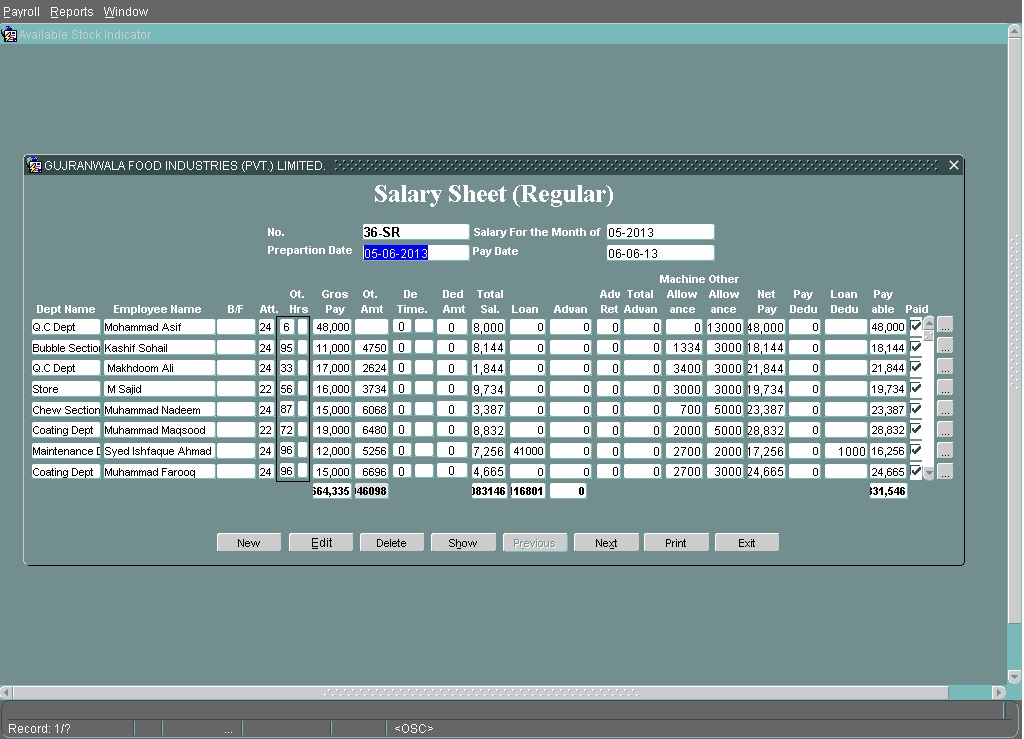 Payroll Reports Window
Available Stock Indicator
GUJRANWALA FOOD INDUSTRIES (PVT.) LIMITED.
Salary Sheet (Regular)
No. 36-SR Salary For the Month of 05-2013
Prepartion Date 05-06-2013 Pay Date 06-06-13
Machine Other
Ot. Gros Ot. De Ded Total Adv Total Allow Allow Net Pay Loan Pay
Dept Name Employee Name B/F Att. Hrs Pay Amt Time. Amt Sal. Loan Advan Ret Advan ance ance Pay Dedu Dedu able Paid
Q.C Dept Mohammad Asif 24 6 48,000 0 0 8,000 0 0 0 0 0 13000 48,000 0 48,000
Bubble Section Kashif Sohail 24 95 11,000 4750 0 0 8,144 0 0 0 0 1334 3000 18,144 0 18,144 ...
Q.C Dept Makhdoom Ali 24 33 17,000 2624 0 0 1,844 0 0 0 0 3400 3000 21,844 0 21,844 ...
Store M Sajid 22 56 16,000 3734 0 0 9,734 0 0 0 0 3000 3000 19,734 0 19,734 ...
Chew Section Muhammad Nadeem 24 87 15,000 6068 0 0 3,387 0 0 0 0 700 5000 23,387 0 23,387 ...
Coating Dept Muhammad Maqsood 22 72 19,000 6480 0 0 8,832 0 0 0 0 2000 5000 28,832 0 28,832 ...
Maintenance D Syed Ishfaque Ahmad 24 96 12,000 5256 0 0 7,256 41000 0 0 0 2700 2000 17,256 0 1000 16,256 ...
Coating Dept Muhammad Farooq 24 96 15,000 6696 0 0 4,665 0 0 0 0 2700 3000 24,665 0 24,665 ...
564,335 046098 083146 016801 0 831,546
New Edit Delete Show Previous Next Print Exit
Record: 1/? ... <OSC>